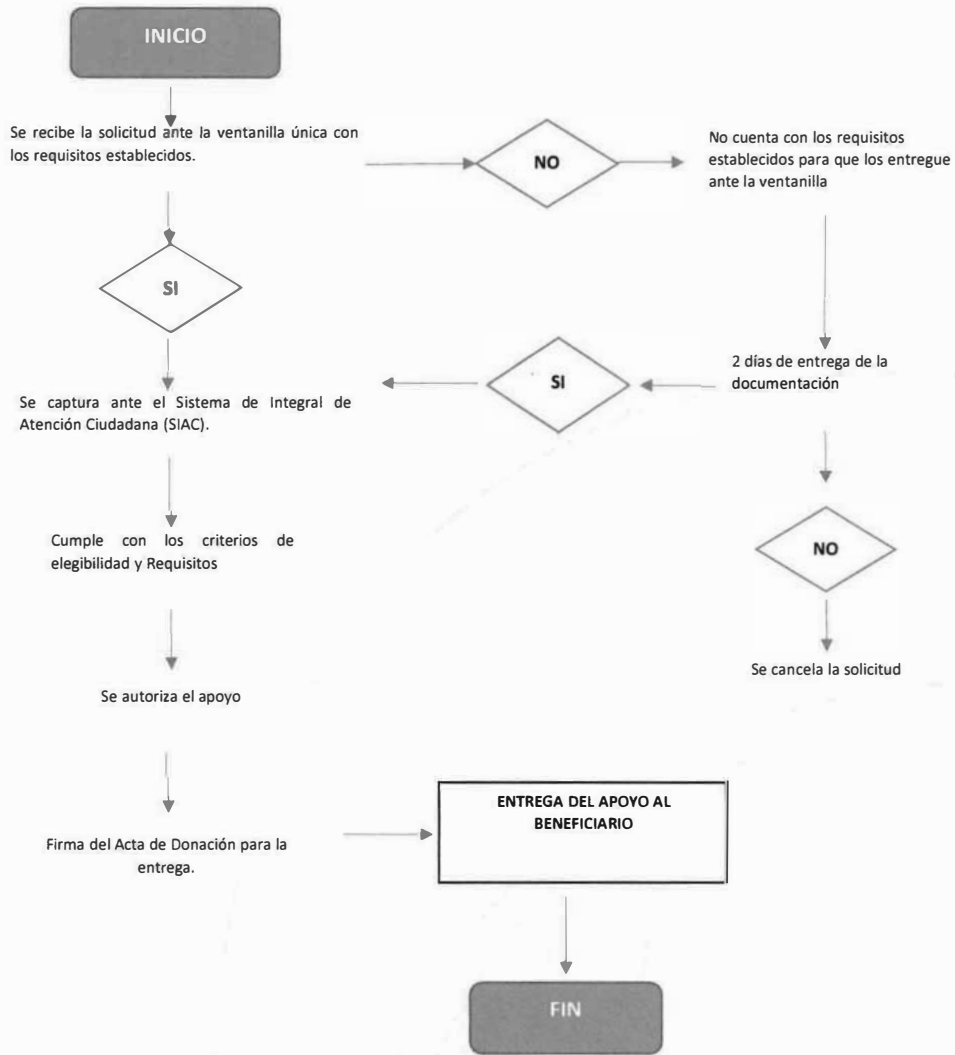 INICIO
Se recibe la solicitud ante la ventanilla única con
los requisitos establecidos.
NO
No cuenta con los requisitos
establecidos para que los entregue
ante la ventanilla
SI
2 días de entrega de la
documentación
SI
Se captura ante el Sistema de Integral de
Atención Ciudadana (SIAC).
NO
Cumple con los criterios de
elegibilidad y Requisitos
Se cancela la solicitud
Se autoriza el apoyo
ENTREGA DEL APOYO AL
BENEFICIARIO
Firma del Acta de Donación para la
entrega.
FIN